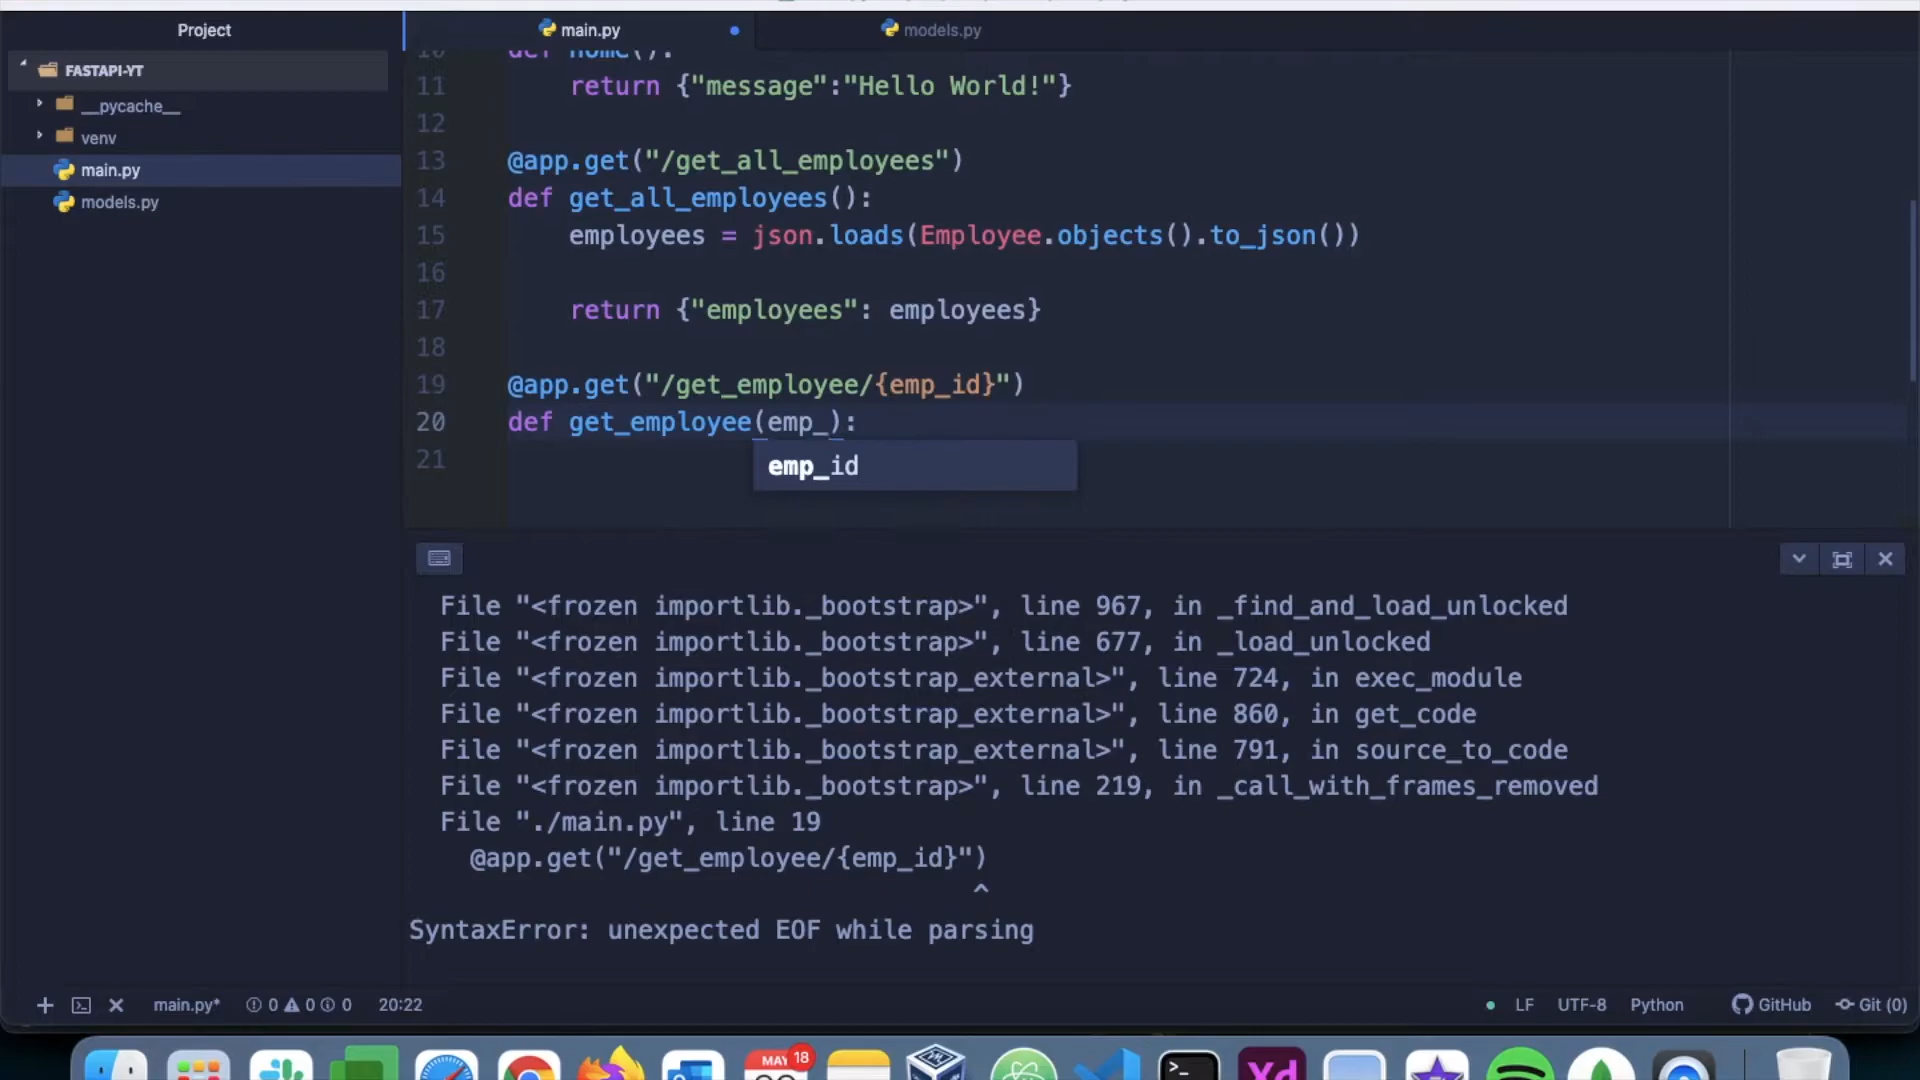 Project
main.py
models.py
FASTAPI-YT
__pycache__
venv
main.py
models.py
10 def home():
11 return {"message":"Hello World!"}
12
13 @app.get("/get_all_employees")
14 def get_all_employees():
15 employees = json.loads(Employee.objects().to_json())
16
17 return {"employees": employees}
18
19 @app.get("/get_employee/{emp_id}")
20 def get_employee(emp_):
21
emp_id
File "<frozen importlib._bootstrap>", line 967, in _find_and_load_unlocked
File "<frozen importlib._bootstrap>", line 677, in _load_unlocked
File "<frozen importlib._bootstrap_external>", line 724, in exec_module
File "<frozen importlib._bootstrap_external>", line 860, in get_code
File "<frozen importlib._bootstrap_external>", line 791, in source_to_code
File "<frozen importlib._bootstrap>", line 219, in _call_with_frames_removed
File "./main.py", line 19
@app.get("/get_employee/{emp_id}")
^
SyntaxError: unexpected EOF while parsing
main.py* 0 0 0 20:22 LF UTF-8 Python GitHub Git (0)
MAY 18
Xd